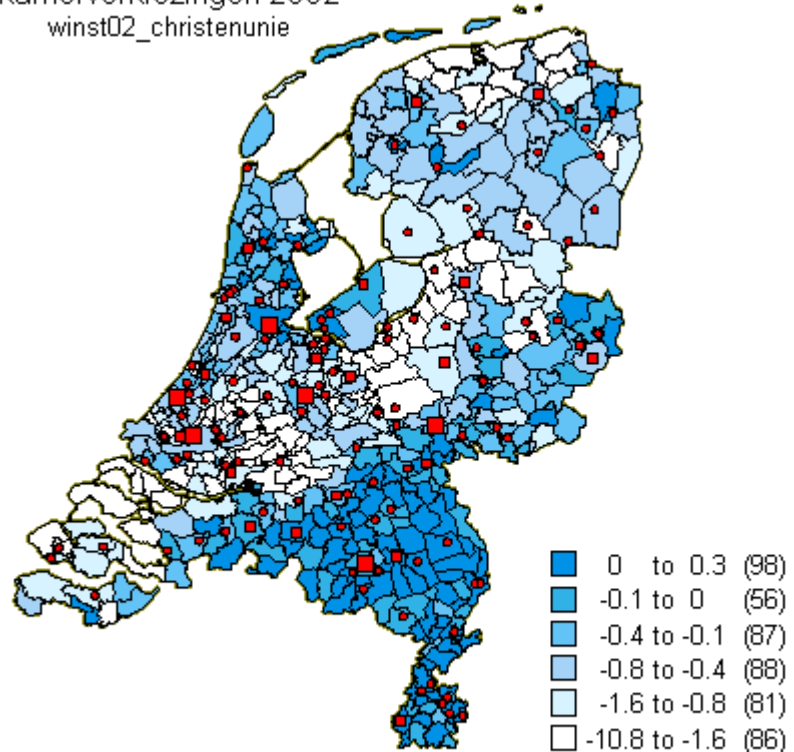 winst02_christenunie
0 to 0.3 (98)
-0.1 to 0 (56)
-0.4 to -0.1 (87)
-0.8 to -0.4 (88)
-1.6 to -0.8 (81)
-10.8 to -1.6 (86)